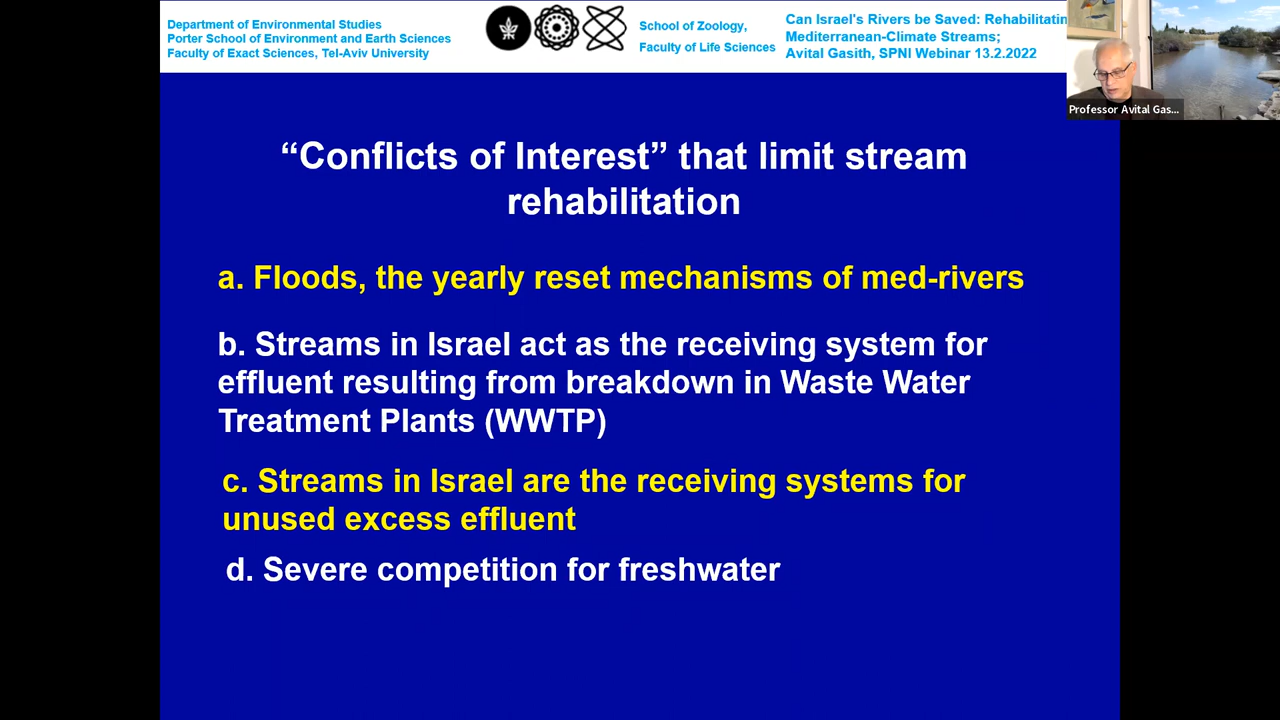 Department of Environmental Studies
Porter School of Environment and Earth Sciences
Faculty of Exact Sciences, Tel-Aviv University
School of Zoology,
Faculty of Life Sciences
Can Israel's Rivers be Saved: Rehabilitatin
Mediterranean-Climate Streams;
Avital Gasith, SPNI Webinar 13.2.2022
Professor Avital Gas...
“Conflicts of Interest” that limit stream
rehabilitation
a. Floods, the yearly reset mechanisms of med-rivers
b. Streams in Israel act as the receiving system for
effluent resulting from breakdown in Waste Water
Treatment Plants (WWTP)
c. Streams in Israel are the receiving systems for
unused excess effluent
d. Severe competition for freshwater